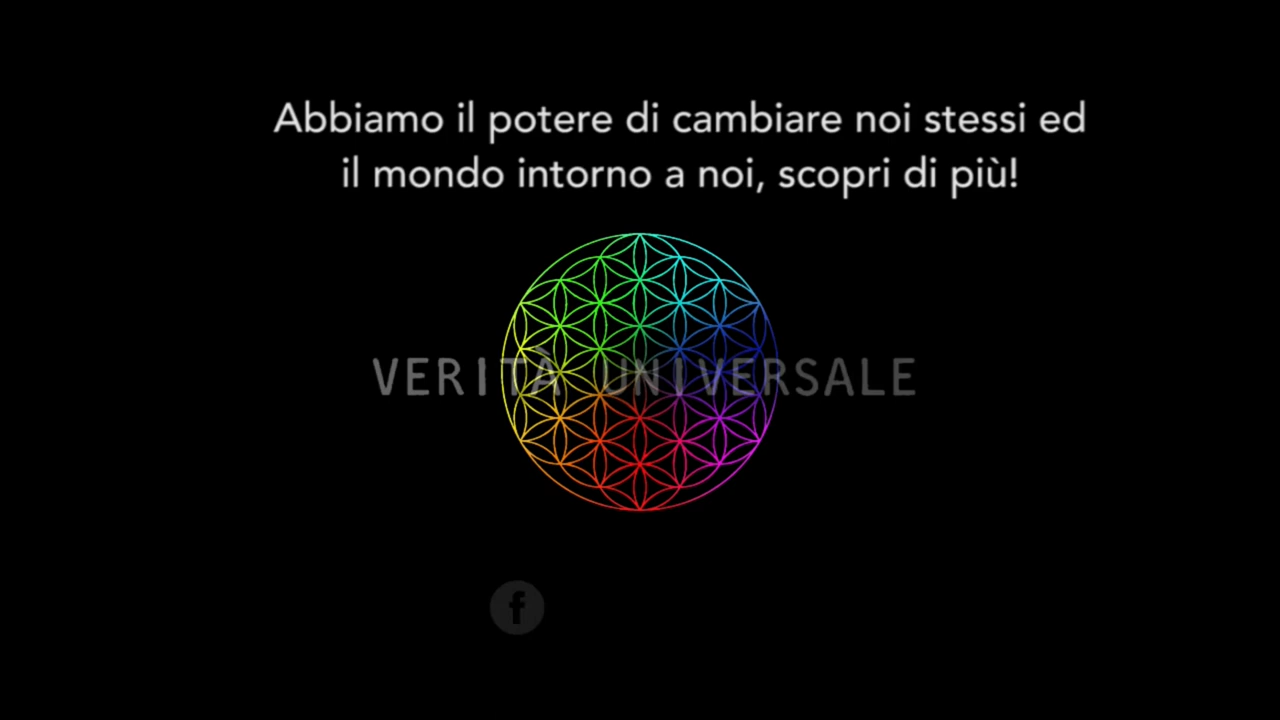 Abbiamo il potere di cambiare noi stessi ed
il mondo intorno a noi, scopri di più!
VERITÀ UNIVERSALE
f